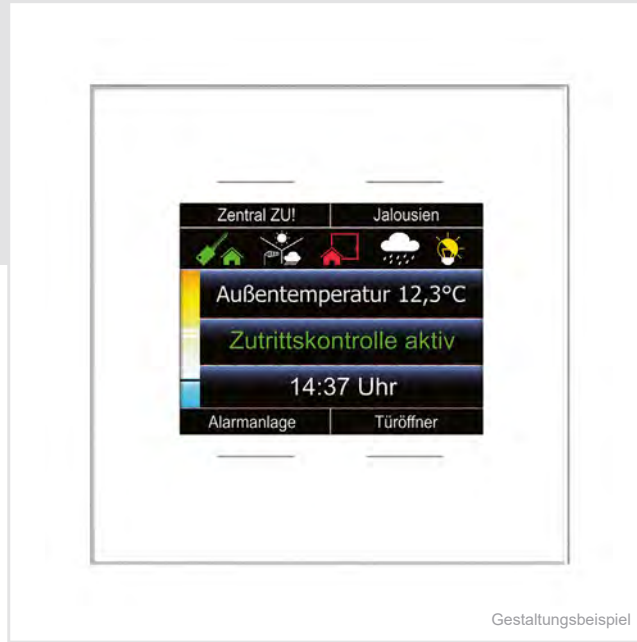 Zentral ZU! Jalousien
Außentemperatur 12,3°C
Zutrittskontrolle aktiv
14:37 Uhr
Alarmanlage Türöffner
Gestaltungsbeispiel